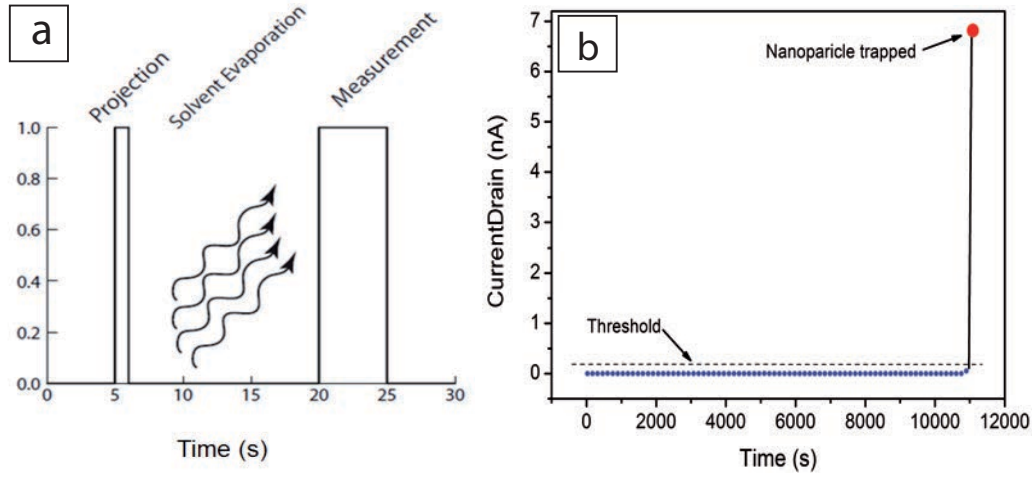 a
Projection
Solvent Evaporation
Measurement
1.0
0.8
0.6
0.4
0.2
0.0
0 5 10 15 20 25 30
Time (s)
b
7
6
5
4
3
2
1
0
CurrentDrain (nA)
Nanoparicle trapped
Threshold
0 2000 4000 6000 8000 10000 12000
Time (s)